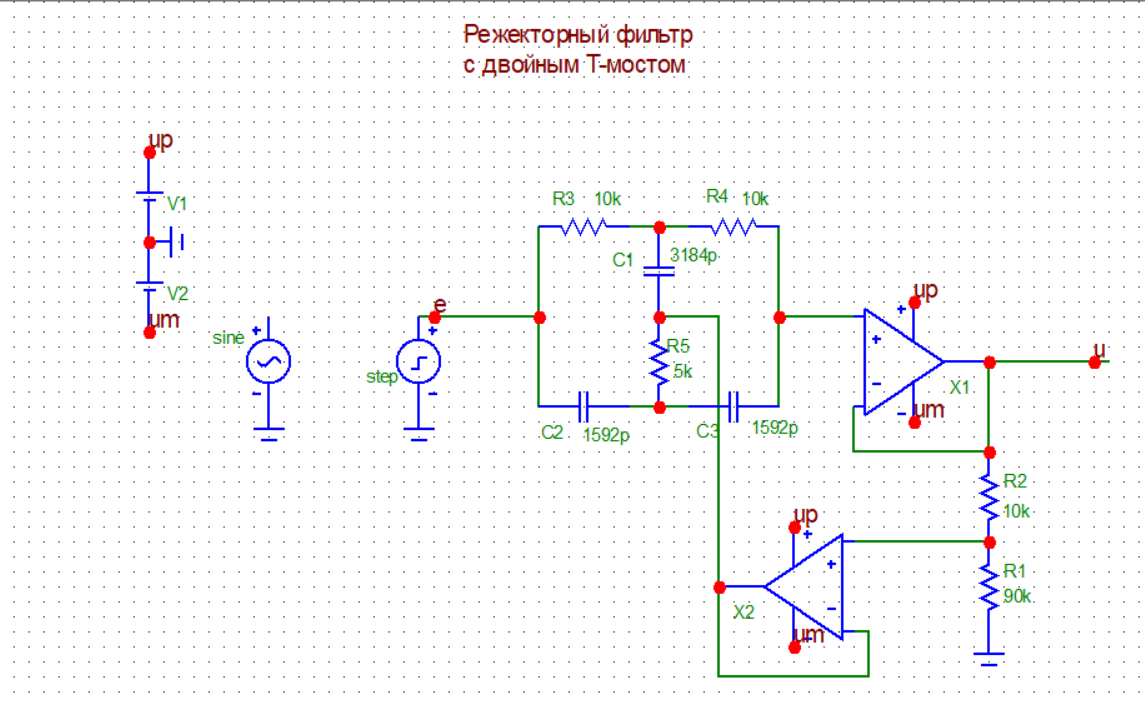 Режекторный фильтр
с двойным Т-мостом
up
V1
V2
um
sine
step
e
R3 10k
R4 10k
C1
3184p
R5
5k
C2 1592p
C3 1592p
up
um
X1
u
R2
10k
R1
90k
up
um
X2